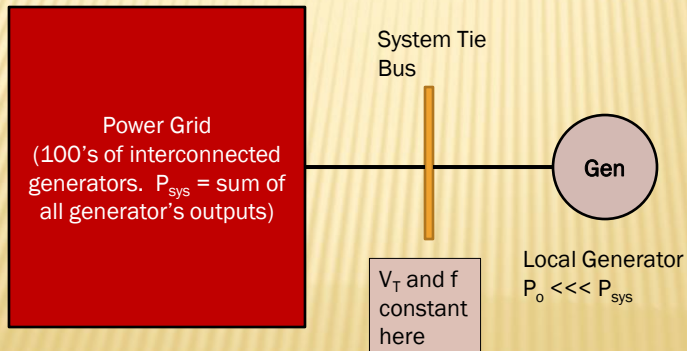 Power Grid
(100's of interconnected
generators. Psys = sum of
all generator's outputs)
System Tie
Bus
Gen
VT and f
constant
here
Local Generator
Po <<< Psys